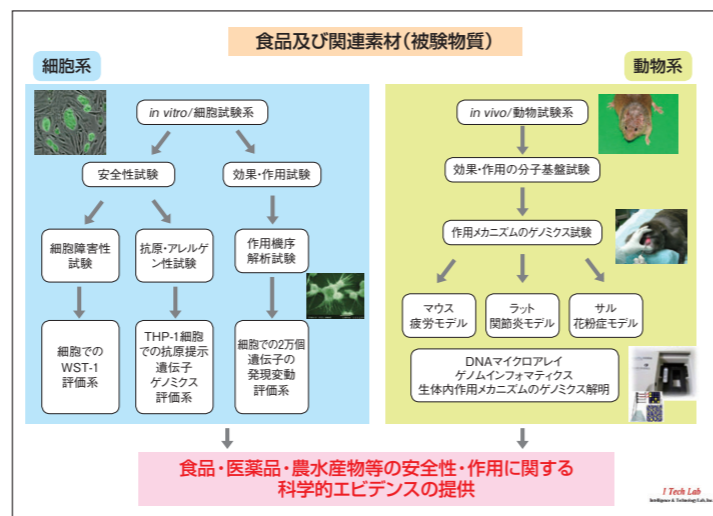 食品及び関連素材(被験物質)
細胞系
in vitro/細胞試験系
安全性試験
効果・作用試験
細胞障害性
試験
抗原・アレルゲ
ン性試験
作用機序
解析試験
細胞での
WST-1
評価系
THP-1細胞
での抗原提示
遺伝子
ゲノミクス
評価系
細胞での2万個
遺伝子の
発現変動
評価系
動物系
in vivo/動物試験系
効果・作用の分子基盤試験
作用メカニズムのゲノミクス試験
マウス
疲労モデル
ラット
関節炎モデル
サル
花粉症モデル
DNAマイクロアレイ
ゲノムインフォマティクス
生体内作用メカニズムのゲノミクス解明
食品・医薬品・農水産物等の安全性・作用に関する
科学的エビデンスの提供
I Tech Lab
Intelligence & Technology Lab, Inc